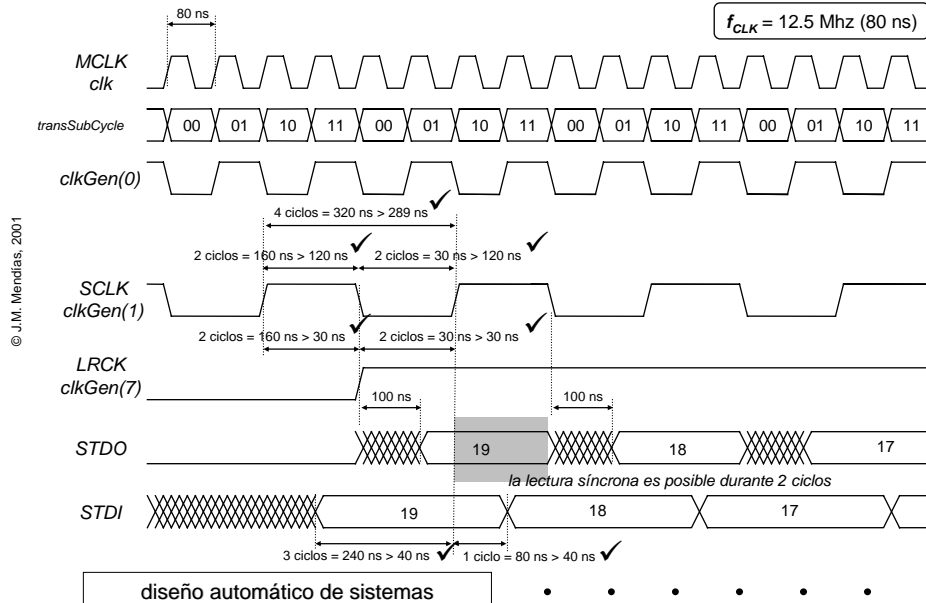 80 ns
f_CLK = 12.5 Mhz (80 ns)
MCLK
clk
transSubCycle
00 01 10 11 00 01 10 11 00 01 10 11 00 01 10 11
clkGen(0)
4 ciclos = 320 ns > 289 ns ✓
2 ciclos = 160 ns > 120 ns ✓ 2 ciclos = 30 ns > 120 ns ✓
SCLK
clkGen(1)
2 ciclos = 160 ns > 30 ns ✓ 2 ciclos = 30 ns > 30 ns ✓
LRCK
clkGen(7)
100 ns 100 ns
STDO
19 18 17
la lectura síncrona es posible durante 2 ciclos
STDI
19 18 17
3 ciclos = 240 ns > 40 ns ✓ 1 ciclo = 80 ns > 40 ns ✓
diseño automático de sistemas
© J.M. Mendías, 2001